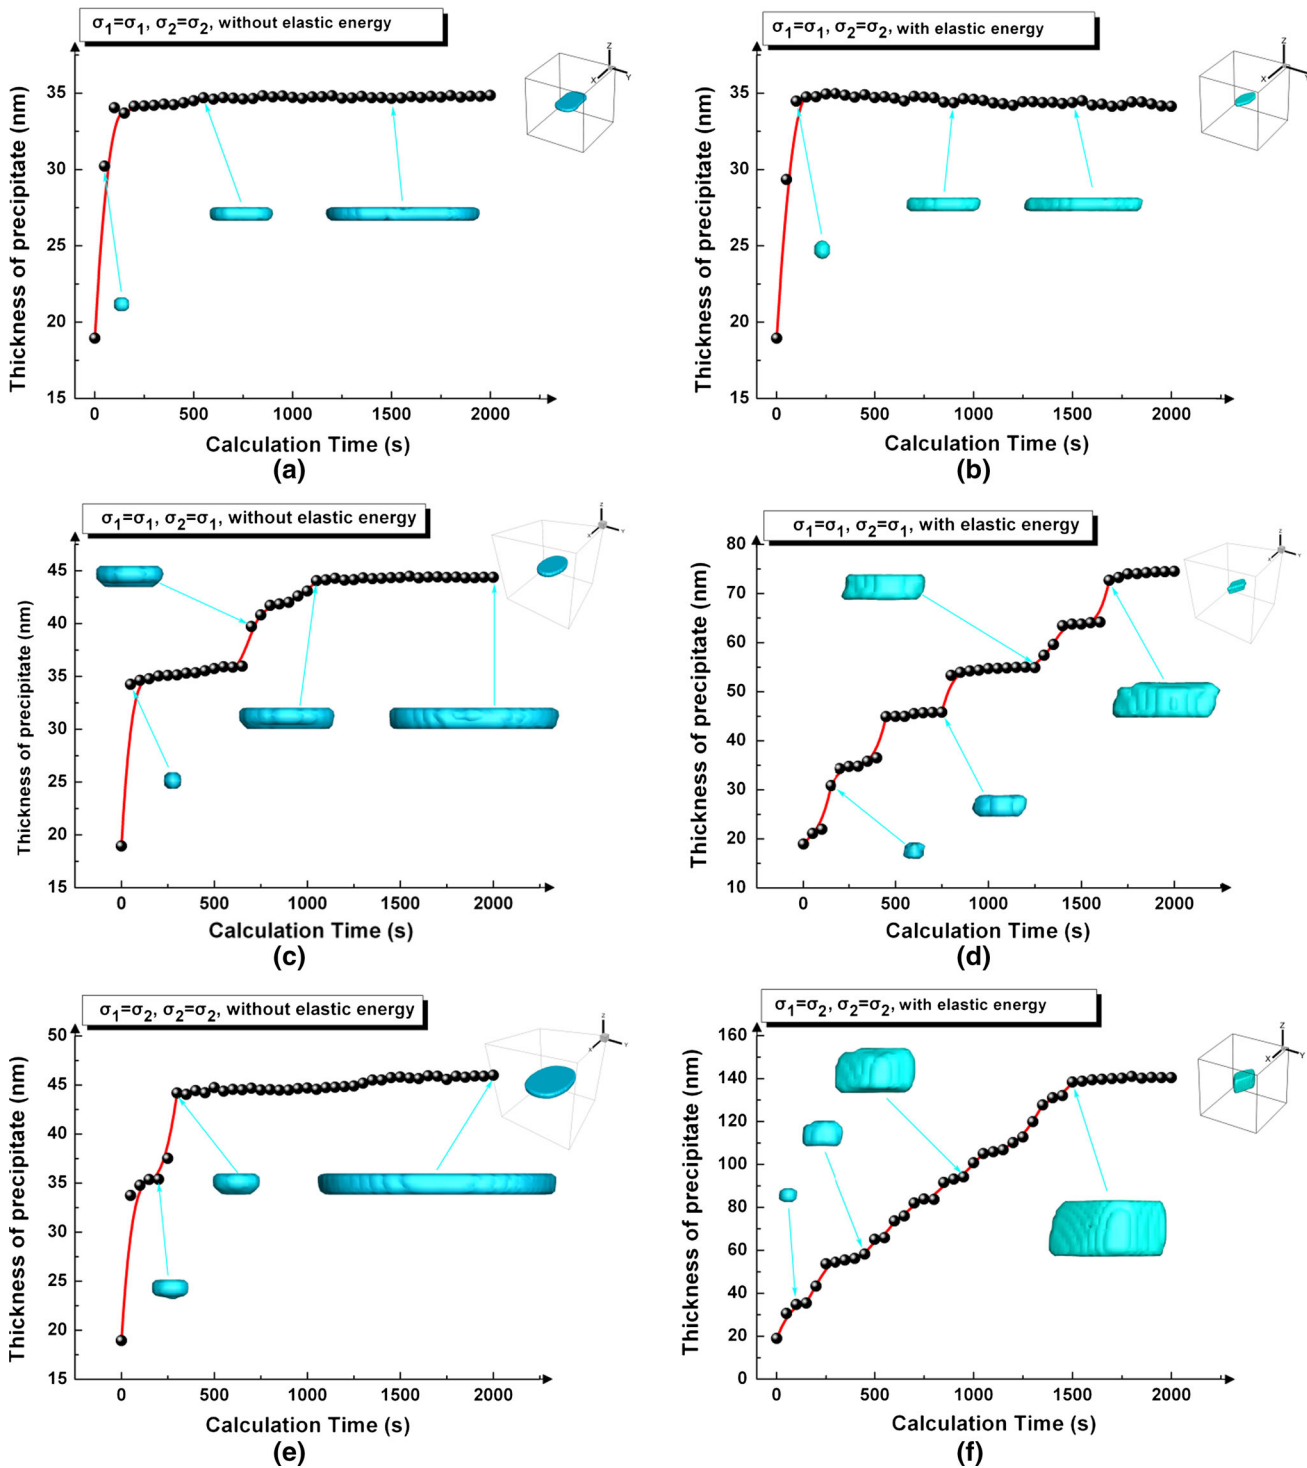 σ1=σ1, σ2=σ2, without elastic energy
Thickness of precipitate (nm)
35
30
25
20
15
0 500 1000 1500 2000
Calculation Time (s)
Z
X
Y
(a)
σ1=σ1, σ2=σ2, with elastic energy
Thickness of precipitate (nm)
35
30
25
20
15
0 500 1000 1500 2000
Calculation Time (s)
Z
X
Y
(b)
σ1=σ1, σ2=σ1, without elastic energy
Thickness of precipitate (nm)
45
40
35
30
25
20
15
0 500 1000 1500 2000
Calculation Time (s)
Z
X
Y
(c)
σ1=σ1, σ2=σ1, with elastic energy
Thickness of precipitate (nm)
80
70
60
50
40
30
20
10
0 500 1000 1500 2000
Calculation Time (s)
Z
X
Y
(d)
σ1=σ2, σ2=σ2, without elastic energy
Thickness of precipitate (nm)
50
45
40
35
30
25
20
15
0 500 1000 1500 2000
Calculation Time (s)
Z
X
Y
(e)
σ1=σ2, σ2=σ2, with elastic energy
Thickness of precipitate (nm)
160
140
120
100
80
60
40
20
0
0 500 1000 1500 2000
Calculation Time (s)
Z
X
Y
(f)